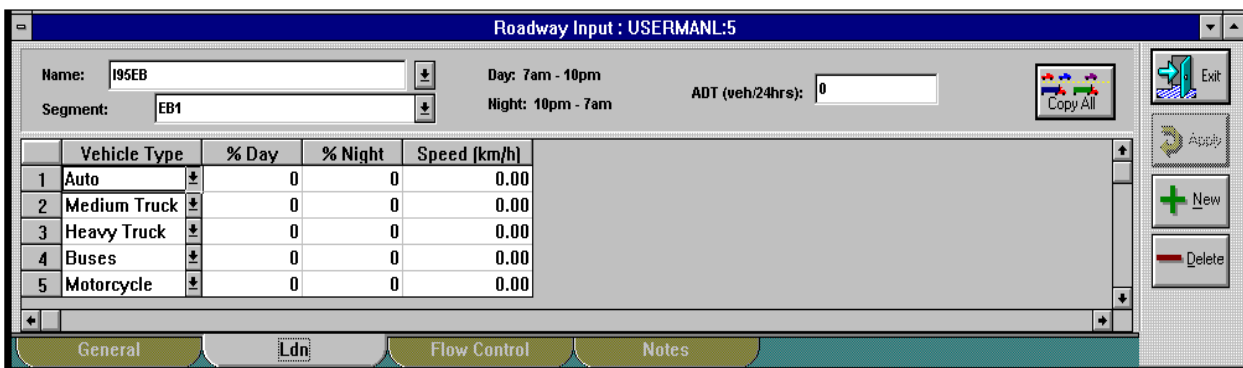 Roadway Input : USERMANL:5
Name: I95EB
Segment: EB1
Day: 7am - 10pm
Night: 10pm - 7am
ADT (veh/24hrs): 0
Copy All
Exit
Apply
New
Delete
Vehicle Type % Day % Night Speed (km/h)
1 Auto 0 0 0.00
2 Medium Truck 0 0 0.00
3 Heavy Truck 0 0 0.00
4 Buses 0 0 0.00
5 Motorcycle 0 0 0.00
General Ldn Flow Control Notes